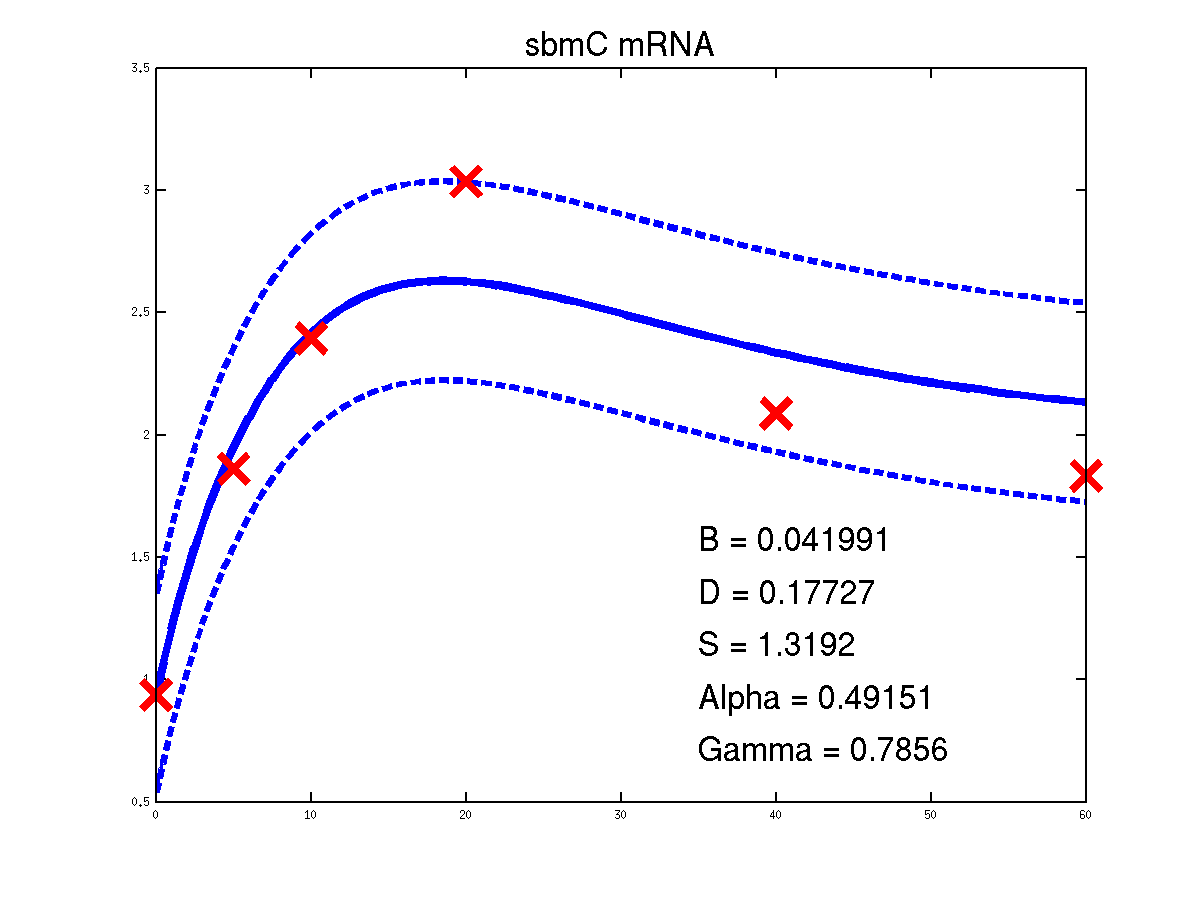 sbmC mRNA
3.5
3
2.5
2
1.5
1
0.5
B = 0.041991
D = 0.17727
S = 1.3192
Alpha = 0.49151
Gamma = 0.7856
0 10 20 30 40 50 60